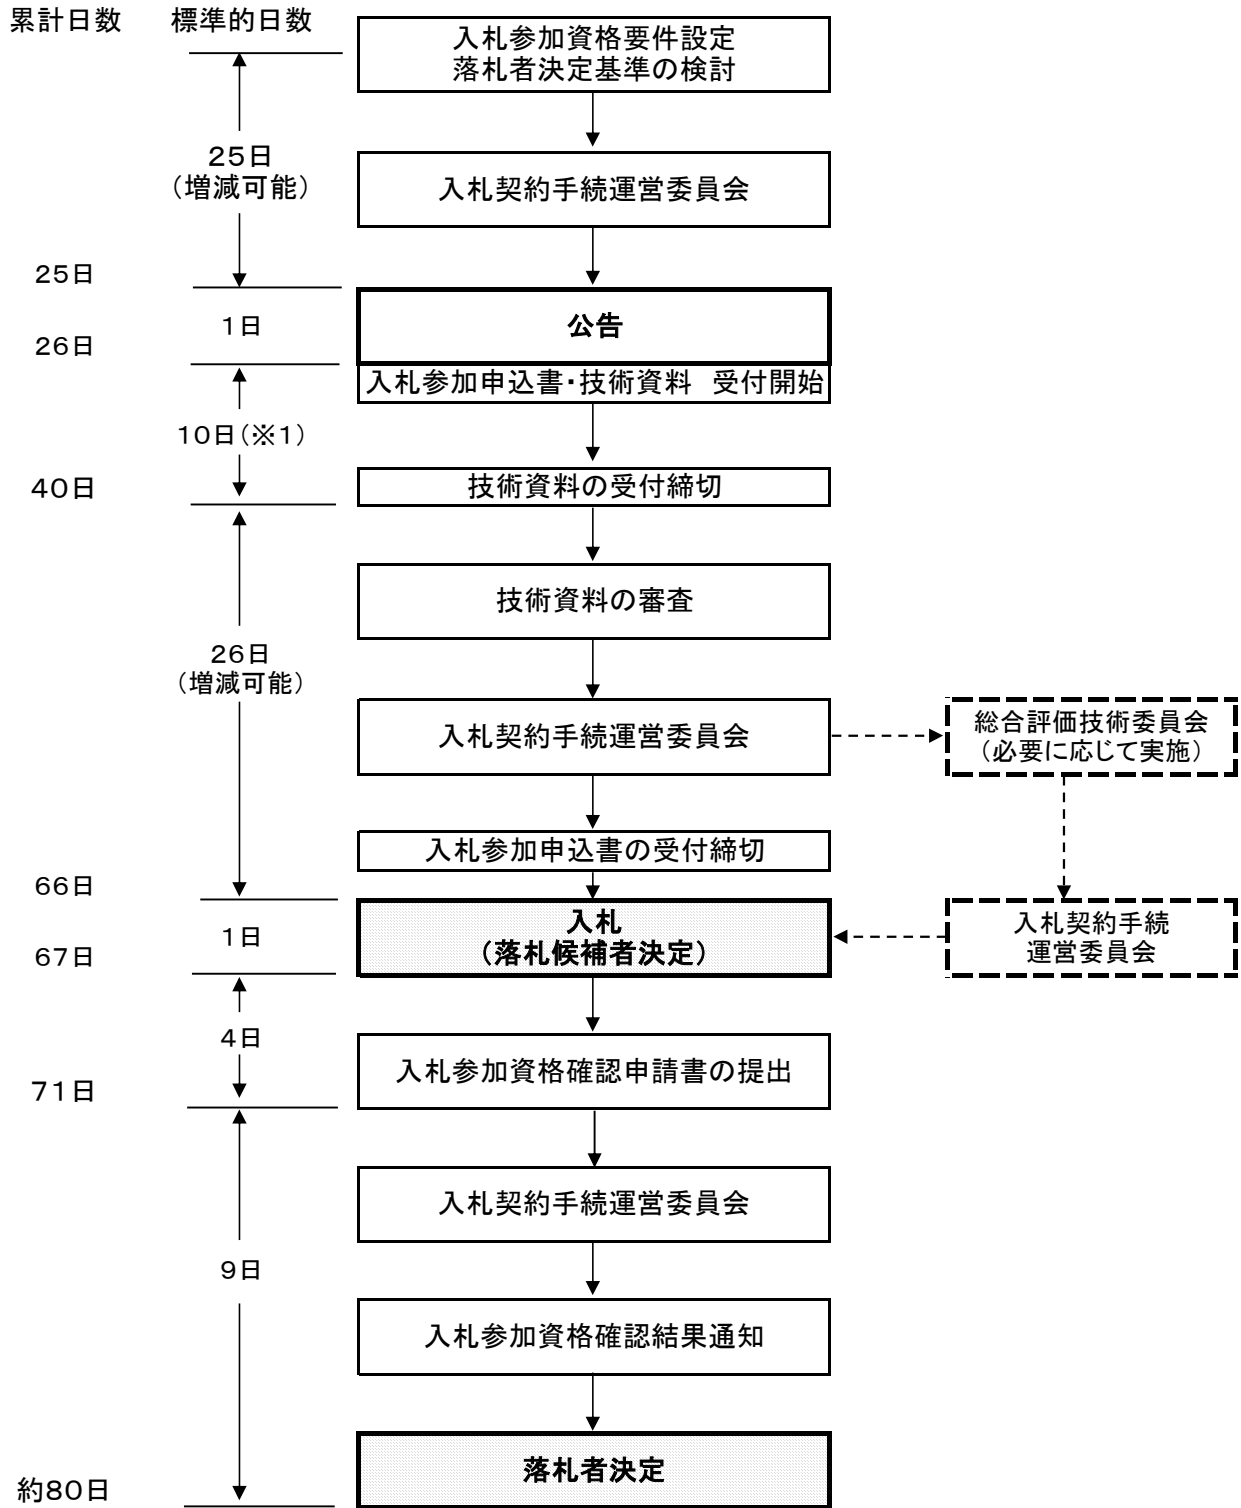 累計日数　標準的日数
入札参加資格要件設定
落札者決定基準の検討
25日
（増減可能）
入札契約手続運営委員会
25日
公告
1日
26日
入札参加申込書・技術資料　受付開始
10日（※1）
40日
技術資料の受付締切
技術資料の審査
26日
（増減可能）
入札契約手続運営委員会
総合評価技術委員会
（必要に応じて実施）
入札参加申込書の受付締切
66日
入札
（落札候補者決定）
1日
入札契約手続
運営委員会
67日
4日
入札参加資格確認申請書の提出
71日
入札契約手続運営委員会
9日
入札参加資格確認結果通知
落札者決定
約80日